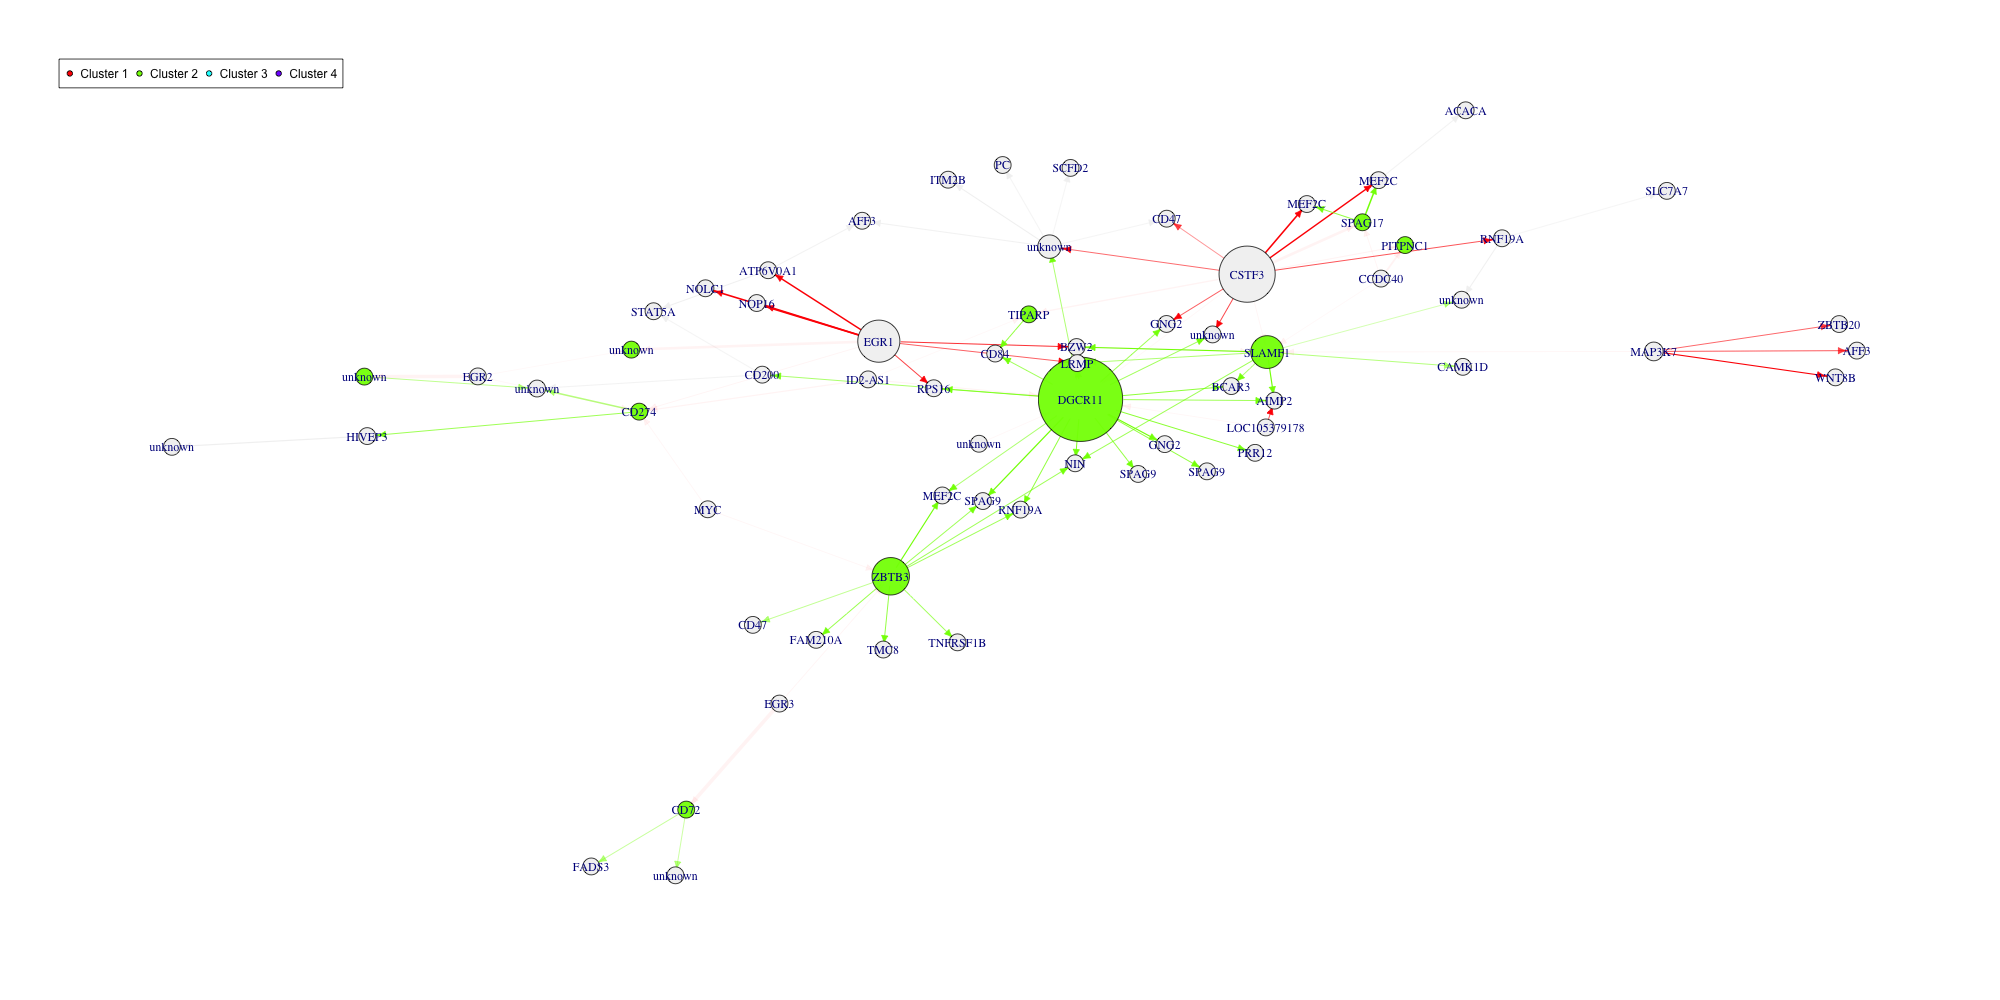 Cluster 1 Cluster 2 Cluster 3 Cluster 4
ACACA
PC
SCFD2
ITM2B
MEF2C
SLC7A7
MEF2C
AFF3
CD47
SPAG17
RNF19A
PITPNC1
unknown
ATP6V0A1
CSTF3
CCDC40
NOLC1
NOP16
unknown
STAT5A
TIPARP
GNG2
ZBTB20
unknown
EGR1
BZW2
unknown
CD84
SLAMF1
MAP3K7
AFF3
LRMP
CAMK1D
unknown
EGR2
CD200
ID2-AS1
WNT8B
unknown
RPS16
BCAR3
DGCR11
AIMP2
CD274
LOC105379178
HIVEP3
unknown
unknown
GNG2
PRR12
NIN
SPAG9
SPAG9
MEF2C
SPAG9
RNF19A
MYC
ZBTB3
CD47
FAM210A
TNFRSF1B
TMC8
EGR3
CD72
FADS3
unknown